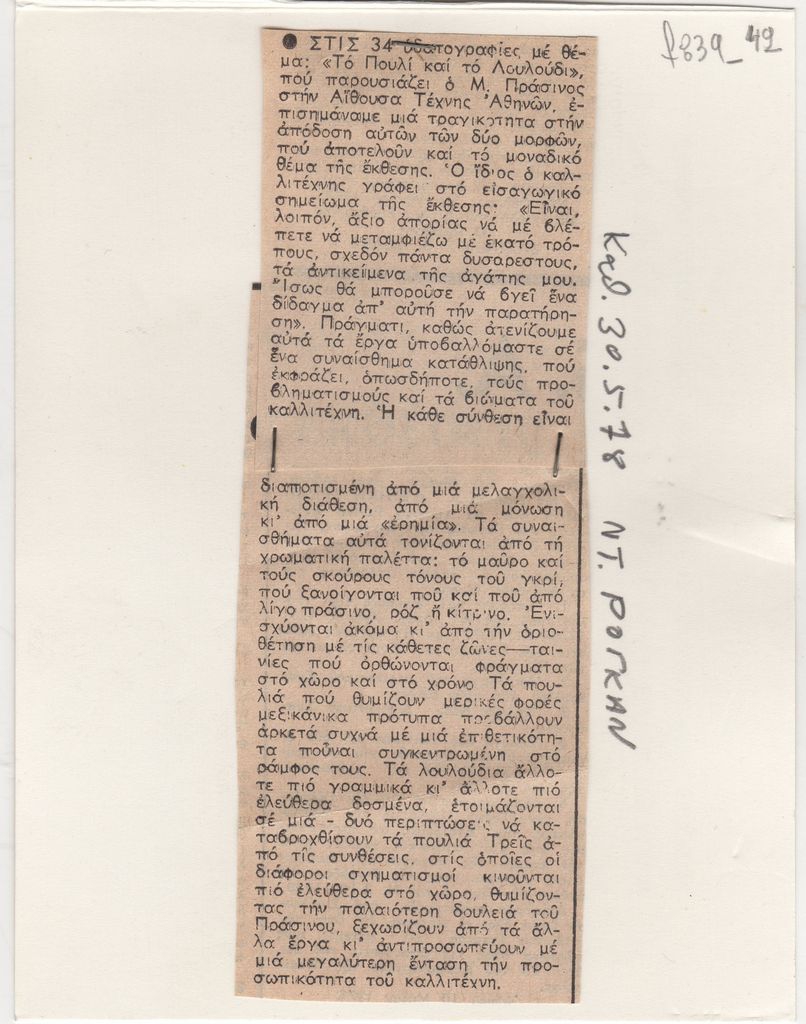 f839_42
● ΣΤΙΣ 34 ὑδατογραφίες μέ θέ-
μα: «Τό Πουλί καί τό Λουλούδι»,
πού παρουσιάζει ὁ Μ. Πράσινος
στήν Αἴθουσα Τέχνης Ἀθηνῶν, ἐ-
πισημάναμε μιά τραγικότητα στήν
ἀπόδοση αὐτῶν τῶν δύο μορφῶν,
πού ἀποτελοῦν καί τό μοναδικό
θέμα τῆς ἔκθεσης. Ὁ ἴδιος ὁ καλ-
λιτέχνης γράφει στό εἰσαγωγικό
σημείωμα τῆς ἔκθεσης: «Εἶναι,
λοιπόν, ἄξιο ἀπορίας νά μέ βλέ-
πετε νά μεταμφιέζω μέ ἑκατό τρό-
πους, σχεδόν πάντα δυσαρεστους,
τά ἀντικείμενα τῆς ἀγάπης μου.
Ἴσως θά μποροῦσε νά βγεῖ ἕνα
δίδαγμα ἀπ' αὐτή τήν παρατήρη-
ση». Πράγματι, καθώς ἀτενίζουμε
αὐτά τά ἔργα ὑποβαλλόμαστε σέ
ἕνα συναίσθημα κατάθλιψης, πού
ἐκφράζει, ὁπωσδήποτε, τούς προ-
βληματισμούς καί τά βιώματα τοῦ
καλλιτέχνη. Ἡ κάθε σύνθεση εἶναι
διαποτισμένη ἀπό μιά μελαγχολι-
κή διάθεση, ἀπό μιά μόνωση
κι' ἀπό μιά «ἐρημία». Τά συναι-
σθήματα αὐτά τονίζονται ἀπό τή
χρωματική παλέττα: τό μαῦρο καί
τούς σκούρους τόνους τοῦ γκρί,
πού ξανοίγονται ποῦ καί ποῦ ἀπό
λίγο πράσινο, ρόζ ἤ κίτρινο. Ἐνι-
σχύονται ἀκόμα κι' ἀπό τήν ὁριο-
θέτηση μέ τίς κάθετες ζῶνες—ται-
νίες πού ὀρθώνονται φράγματα
στό χῶρο καί στό χρόνο Τά που-
λιά πού θυμίζουν μερικές φορές
μεξικάνικα πρότυπα προβάλλουν
ἀρκετά συχνά μέ μιά ἐπιθετικότη-
τα ποὖναι συγκεντρωμένη στό
ράμφος τους. Τά λουλούδια ἄλλο-
τε πιό γραμμικά κι' ἄλλοτε πιό
ἐλεύθερα δοσμένα, ἑτοιμάζονται
σέ μιά - δυό περιπτώσεις νά κα-
ταβροχθίσουν τά πουλιά Τρεῖς ἀ-
πό τίς συνθέσεις, στίς ὁποῖες οἱ
διάφοροι σχηματισμοί κινοῦνται
πιό ἐλεύθερα στό χῶρο, θυμίζον-
τας τήν παλαιότερη δουλειά τοῦ
Πράσινου, ξεχωρίζουν ἀπό τά ἄλ-
λα ἔργα κι' ἀντιπροσωπεύουν μέ
μιά μεγαλύτερη ἔνταση τήν προ-
σωπικότητα τοῦ καλλιτέχνη.
Καθ. 30.5.78 ΝΤ. ΡΟΓΚΑΝ